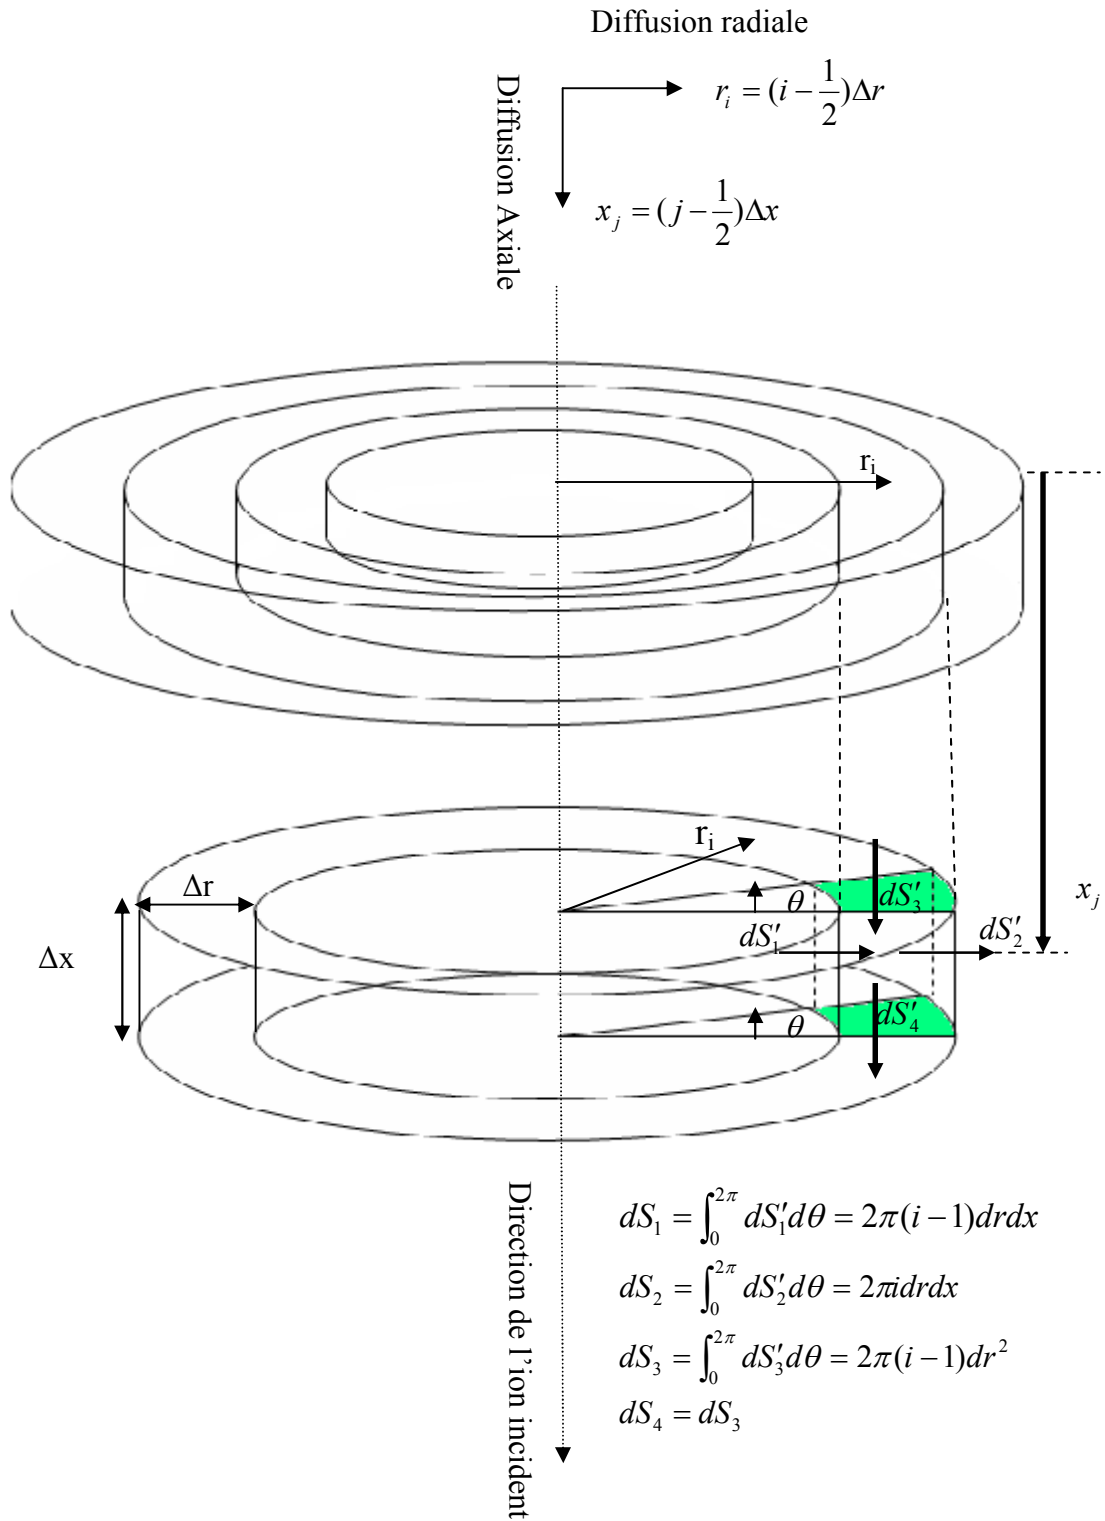 Diffusion radiale
Diffusion Axiale
r_i = (i − 1/2)Δr
x_j = (j − 1/2)Δx
r_i
r_i
Δr
θ
dS′_3
x_j
dS′_1
dS′_2
Δx
θ
dS′_4
Direction de l’ion incident
dS_1 = ∫_0^{2π} dS′_1 dθ = 2π(i − 1)drdx
dS_2 = ∫_0^{2π} dS′_2 dθ = 2πidrdx
dS_3 = ∫_0^{2π} dS′_3 dθ = 2π(i − 1)dr²
dS_4 = dS_3